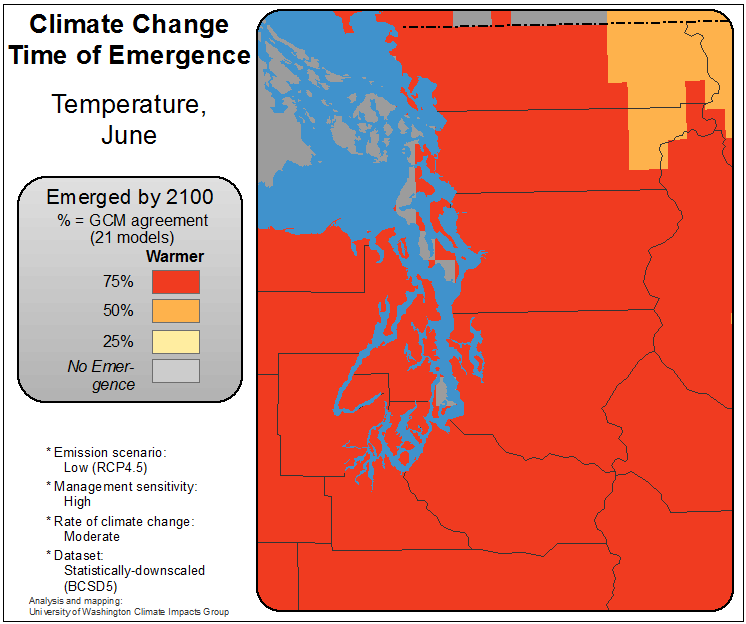 Climate Change
Time of Emergence
Temperature,
June
Emerged by 2100
% = GCM agreement
(21 models)
Warmer
75%
50%
25%
No Emer-
gence
* Emission scenario:
Low (RCP4.5)
* Management sensitivity:
High
* Rate of climate change:
Moderate
* Dataset:
Statistically-downscaled
(BCSD5)
Analysis and mapping:
University of Washington Climate Impacts Group